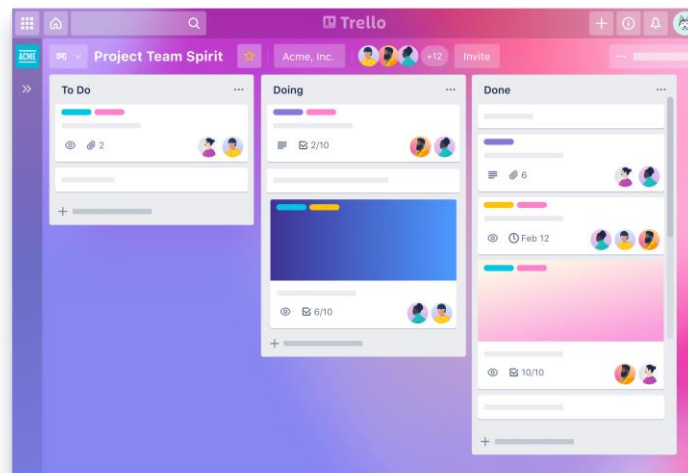 Trello
ACME
Project Team Spirit
Acme, Inc.
+12
Invite
To Do
2
Doing
2/10
6/10
Done
6
Feb 12
10/10